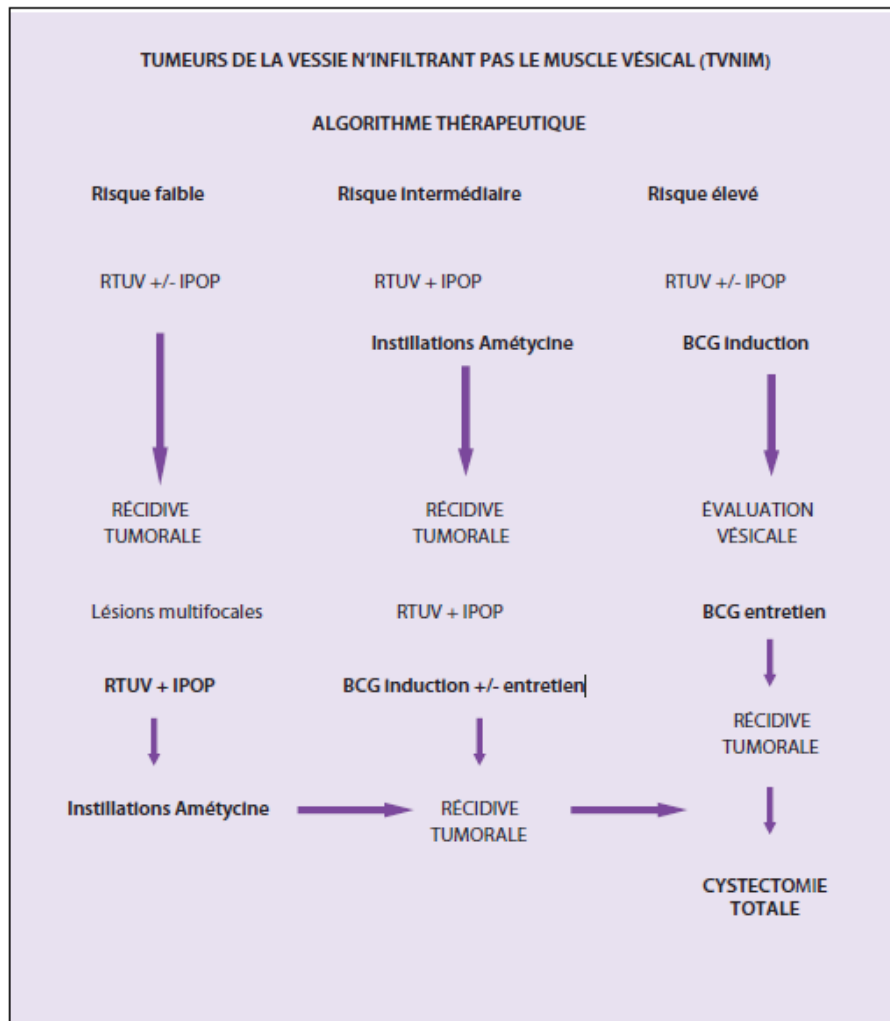 TUMEURS DE LA VESSIE N'INFILTRANT PAS LE MUSCLE VÉSICAL (TVNIM)
ALGORITHME THÉRAPEUTIQUE
Risque faible
Risque intermédiaire
Risque élevé
RTUV +/- IPOP
RTUV + IPOP
RTUV +/- IPOP
Instillations Amétycine
BCG induction
RÉCIDIVE
TUMORALE
RÉCIDIVE
TUMORALE
ÉVALUATION
VÉSICALE
Lésions multifocales
RTUV + IPOP
BCG entretien
RTUV + IPOP
BCG induction +/- entretien
RÉCIDIVE
TUMORALE
Instillations Amétycine
RÉCIDIVE
TUMORALE
CYSTECTOMIE
TOTALE